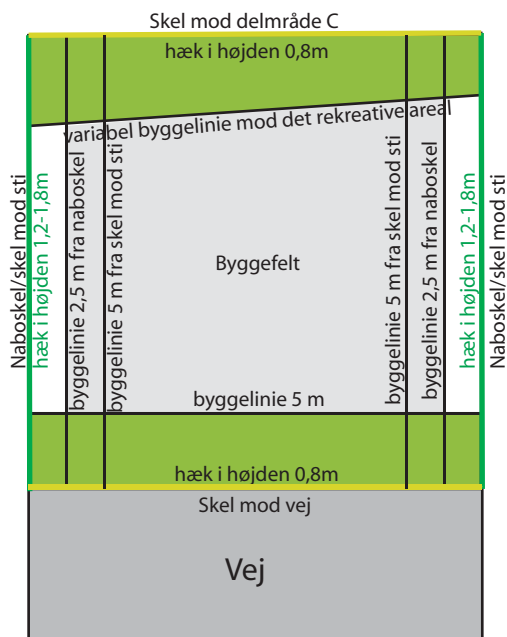 Skel mod delmråde C
hæk i højden 0,8m
variabel byggelinie mod det rekreative areal
Naboskel/skel mod sti
hæk i højden 1,2-1,8m
byggelinie 2,5 m fra naboskel
byggelinie 5 m fra skel mod sti
Byggefelt
byggelinie 5 m fra skel mod sti
byggelinie 2,5 m fra naboskel
hæk i højden 1,2-1,8m
Naboskel/skel mod sti
byggelinie 5 m
hæk i højden 0,8m
Skel mod vej
Vej